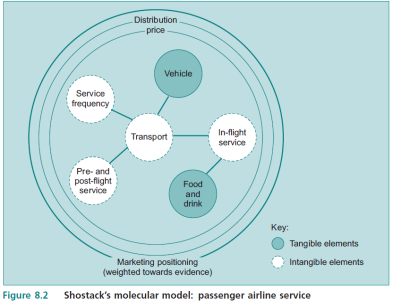 Distribution
price
Vehicle
Service
frequency
Transport
In-flight
service
Pre- and
post-flight
service
Food
and
drink
Key:
Tangible elements
Intangible elements
Marketing positioning
(weighted towards evidence)
Figure 8.2 Shostack's molecular model: passenger airline service